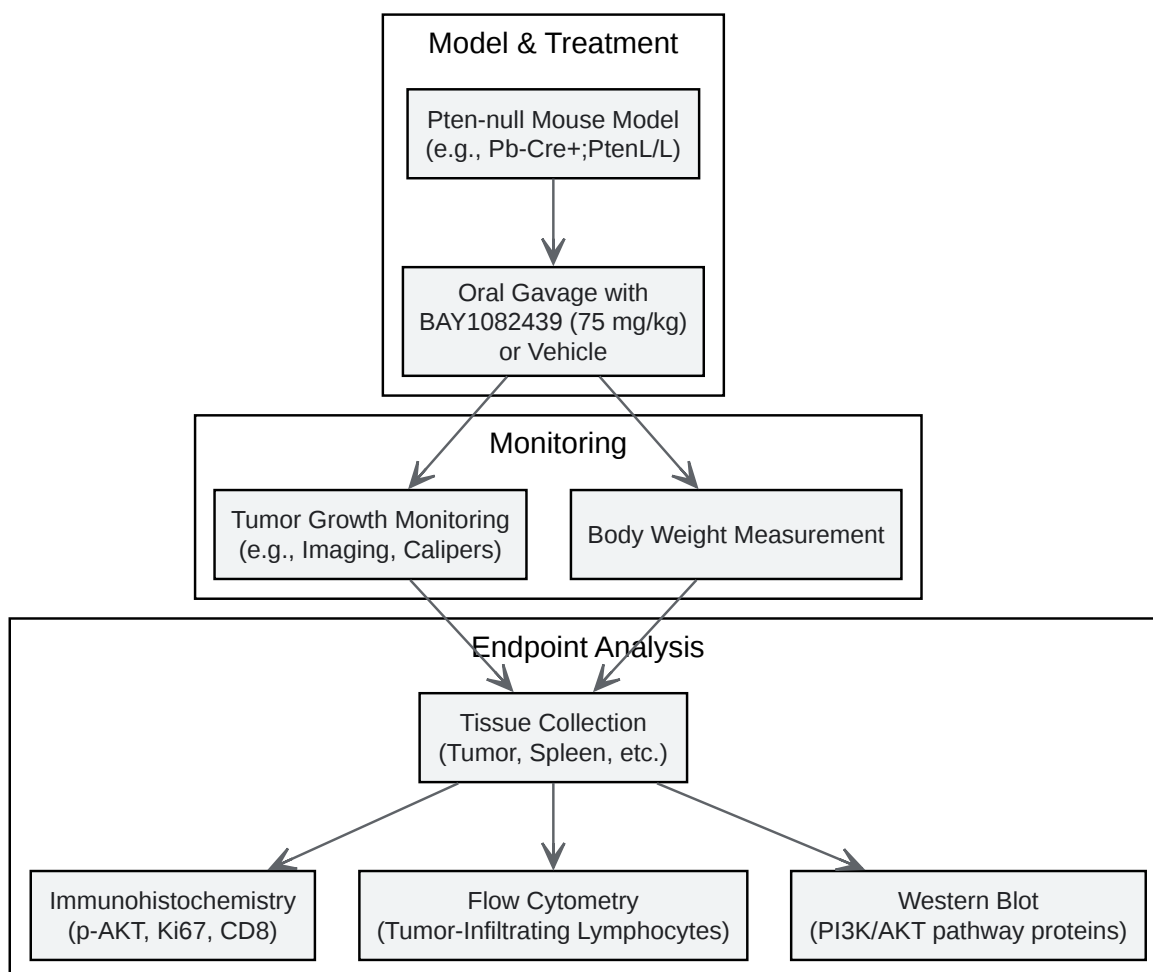 Model & Treatment
Pten-null Mouse Model
(e.g., Pb-Cre+;PtenL/L)
Oral Gavage with
BAY1082439 (75 mg/kg)
or Vehicle
Monitoring
Tumor Growth Monitoring
(e.g., Imaging, Calipers)
Body Weight Measurement
Endpoint Analysis
Tissue Collection
(Tumor, Spleen, etc.)
Immunohistochemistry
(p-AKT, Ki67, CD8)
Flow Cytometry
(Tumor-Infiltrating Lymphocytes)
Western Blot
(PI3K/AKT pathway proteins)